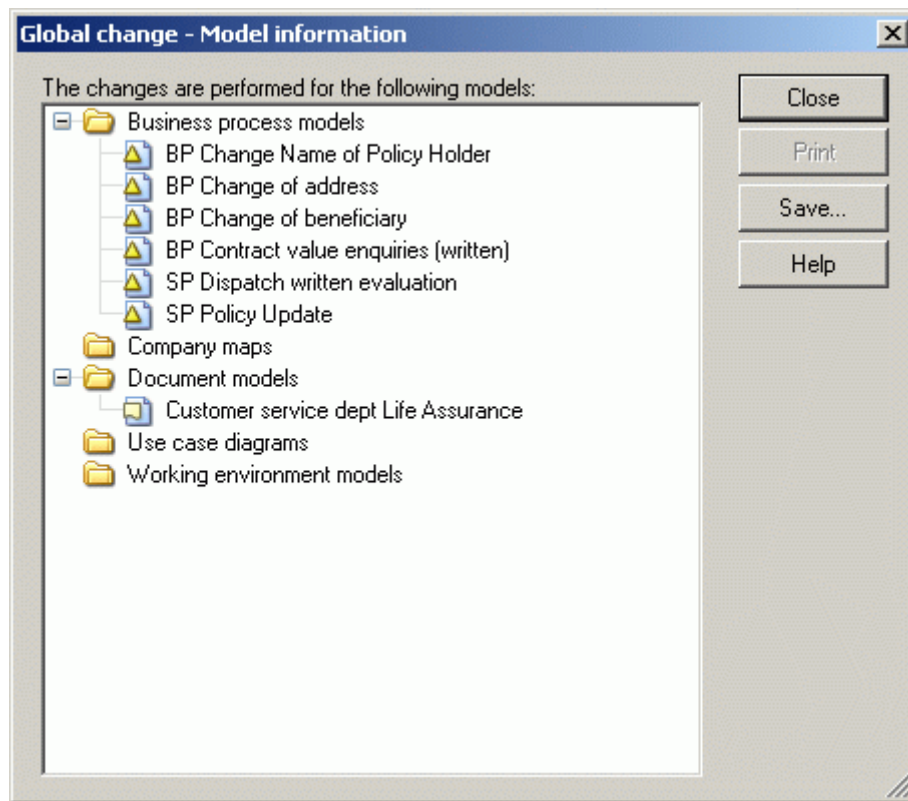 Global change - Model information
The changes are performed for the following models:
Business process models
BP Change Name of Policy Holder
BP Change of address
BP Change of beneficiary
BP Contract value enquiries (written)
SP Dispatch written evaluation
SP Policy Update
Company maps
Document models
Customer service dept Life Assurance
Use case diagrams
Working environment models
Close
Print
Save...
Help